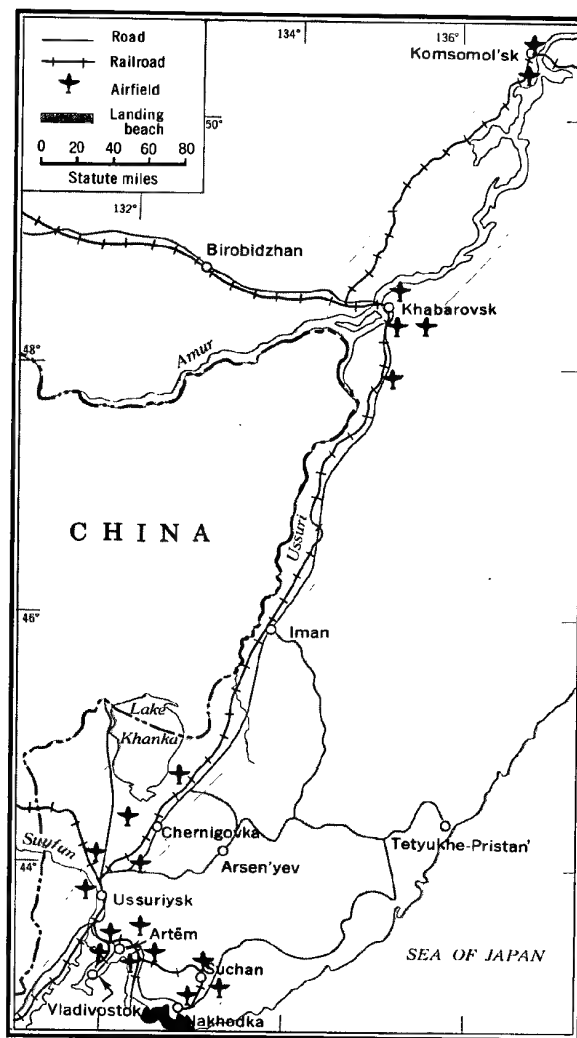 Road
Railroad
Airfield
Landing
beach
0 20 40 60 80
Statute miles
134°
136°
Komsomol'sk
50°
132°
Birobidzhan
Khabarovsk
Amur
48°
CHINA
Ussuri
46°
Iman
Lake
Khanka
Chernigovka
Tetyukhe-Pristan'
Suyfun
44°
Arsen'yev
Ussuriysk
Artëm
SEA OF JAPAN
Suchan
Vladivostok
Nakhodka